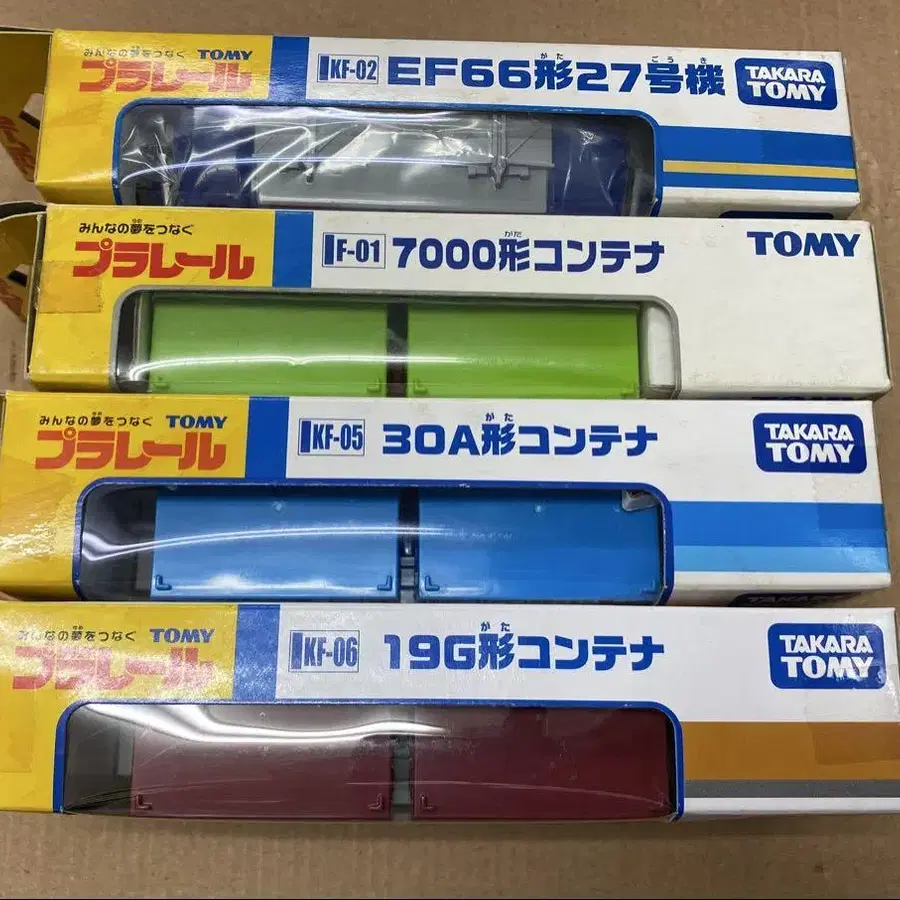 みんなの夢をつなぐ TOMY
プラレール
KF-02 EF66形27号機
TAKARA
TOMY
みんなの夢をつなぐ
プラレール
F-01 7000形コンテナ
TOMY
みんなの夢をつなぐ TOMY
プラレール
KF-05 30A形コンテナ
TAKARA
TOMY
みんなの夢をつなぐ TOMY
プラレール
KF-06 19G形コンテナ
TAKARA
TOMY